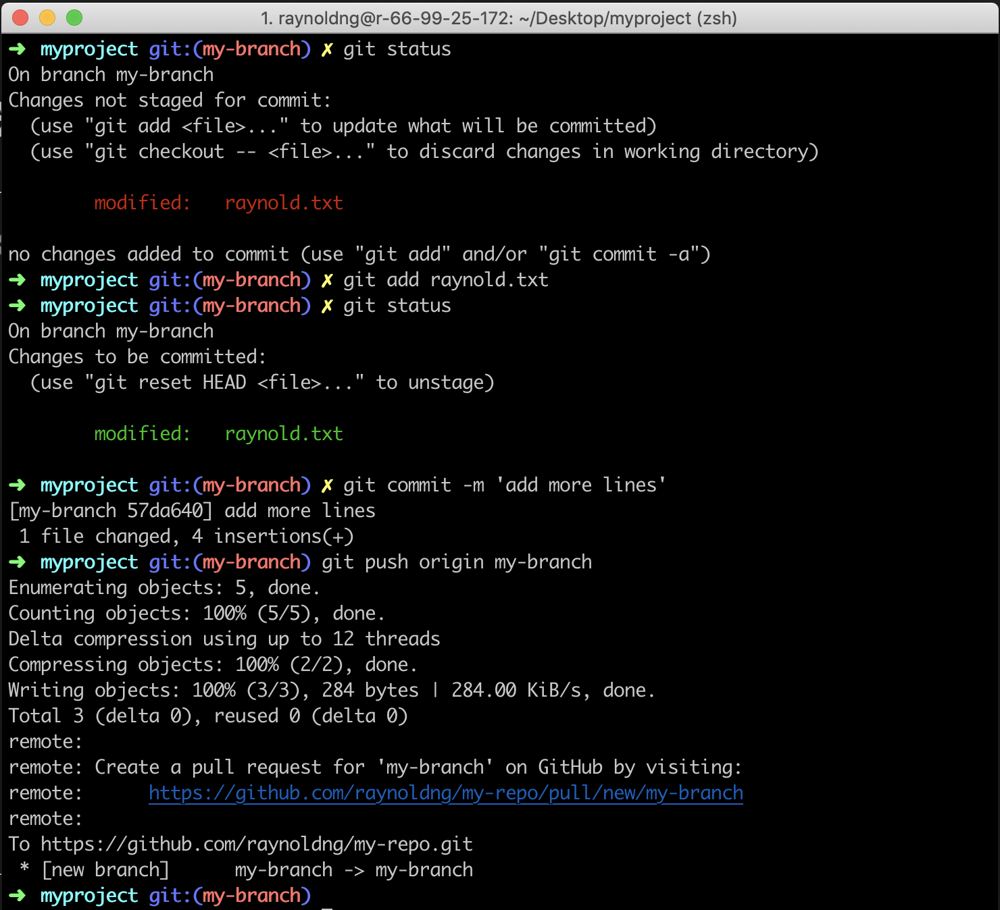 1. raynoldng@r-66-99-25-172: ~/Desktop/myproject (zsh)
➜  myproject git:(my-branch) ✗ git status
On branch my-branch
Changes not staged for commit:
  (use "git add <file>..." to update what will be committed)
  (use "git checkout -- <file>..." to discard changes in working directory)
        modified:   raynold.txt
no changes added to commit (use "git add" and/or "git commit -a")
➜  myproject git:(my-branch) ✗ git add raynold.txt
➜  myproject git:(my-branch) ✗ git status
On branch my-branch
Changes to be committed:
  (use "git reset HEAD <file>..." to unstage)
        modified:   raynold.txt
➜  myproject git:(my-branch) ✗ git commit -m 'add more lines'
[my-branch 57da640] add more lines
 1 file changed, 4 insertions(+)
➜  myproject git:(my-branch) git push origin my-branch
Enumerating objects: 5, done.
Counting objects: 100% (5/5), done.
Delta compression using up to 12 threads
Compressing objects: 100% (2/2), done.
Writing objects: 100% (3/3), 284 bytes | 284.00 KiB/s, done.
Total 3 (delta 0), reused 0 (delta 0)
remote:
remote: Create a pull request for 'my-branch' on GitHub by visiting:
remote:      https://github.com/raynoldng/my-repo/pull/new/my-branch
remote:
To https://github.com/raynoldng/my-repo.git
 * [new branch]      my-branch -> my-branch
➜  myproject git:(my-branch)